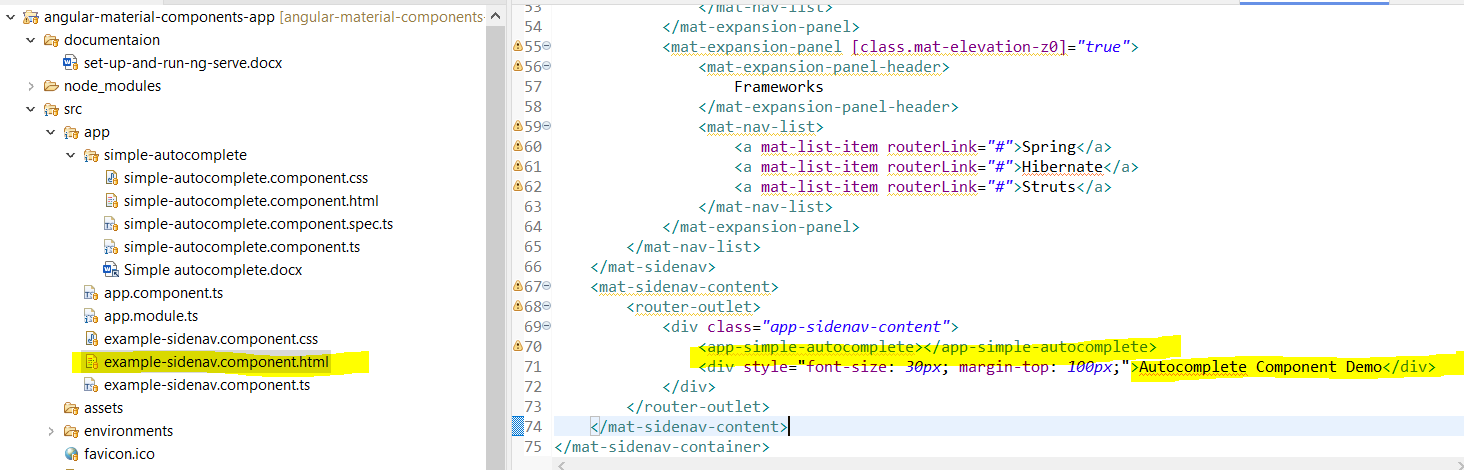 angular-material-components-app [angular-material-components-
documentaion
set-up-and-run-ng-serve.docx
node_modules
src
app
simple-autocomplete
simple-autocomplete.component.css
simple-autocomplete.component.html
simple-autocomplete.component.spec.ts
simple-autocomplete.component.ts
Simple autocomplete.docx
app.component.ts
app.module.ts
example-sidenav.component.css
example-sidenav.component.html
example-sidenav.component.ts
assets
environments
favicon.ico
53 </mat-nav-list>
54 </mat-expansion-panel>
55 <mat-expansion-panel [class.mat-elevation-z0]="true">
56 <mat-expansion-panel-header>
57 Frameworks
58 </mat-expansion-panel-header>
59 <mat-nav-list>
60 <a mat-list-item routerLink="#">Spring</a>
61 <a mat-list-item routerLink="#">Hibernate</a>
62 <a mat-list-item routerLink="#">Struts</a>
63 </mat-nav-list>
64 </mat-expansion-panel>
65 </mat-nav-list>
66 </mat-sidenav>
67 <mat-sidenav-content>
68 <router-outlet>
69 <div class="app-sidenav-content">
70 <app-simple-autocomplete></app-simple-autocomplete>
71 <div style="font-size: 30px; margin-top: 100px;">Autocomplete Component Demo</div>
72 </div>
73 </router-outlet>
74 </mat-sidenav-content>
75 </mat-sidenav-container>